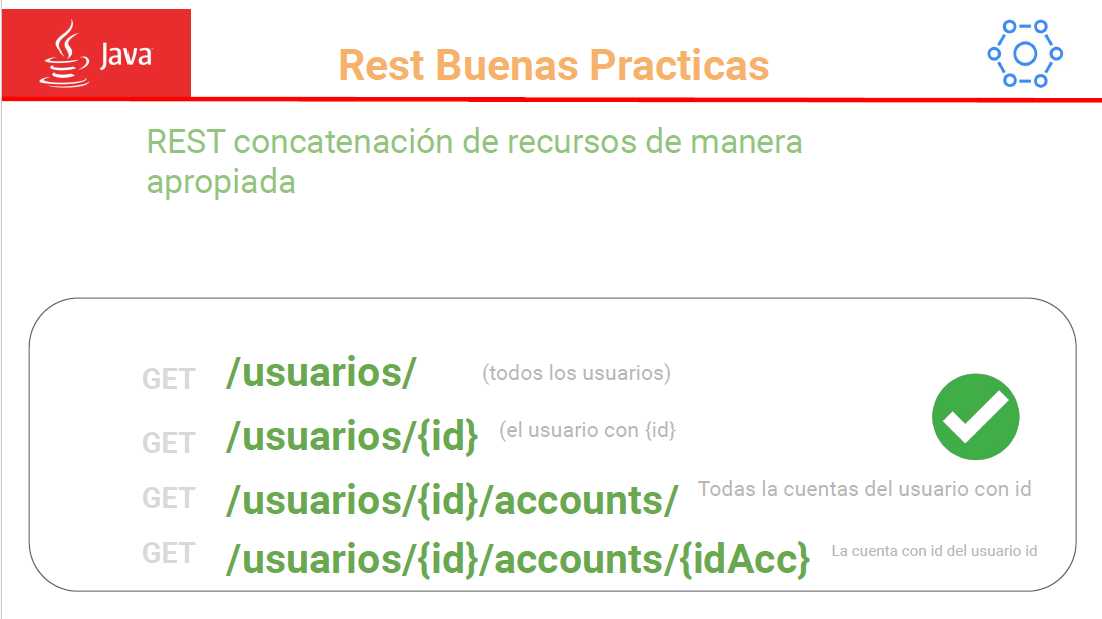 Java
Rest Buenas Practicas
REST concatenación de recursos de manera
apropiada
GET /usuarios/ (todos los usuarios)
GET /usuarios/{id} (el usuario con {id}
GET /usuarios/{id}/accounts/ Todas la cuentas del usuario con id
GET /usuarios/{id}/accounts/{idAcc} La cuenta con id del usuario id